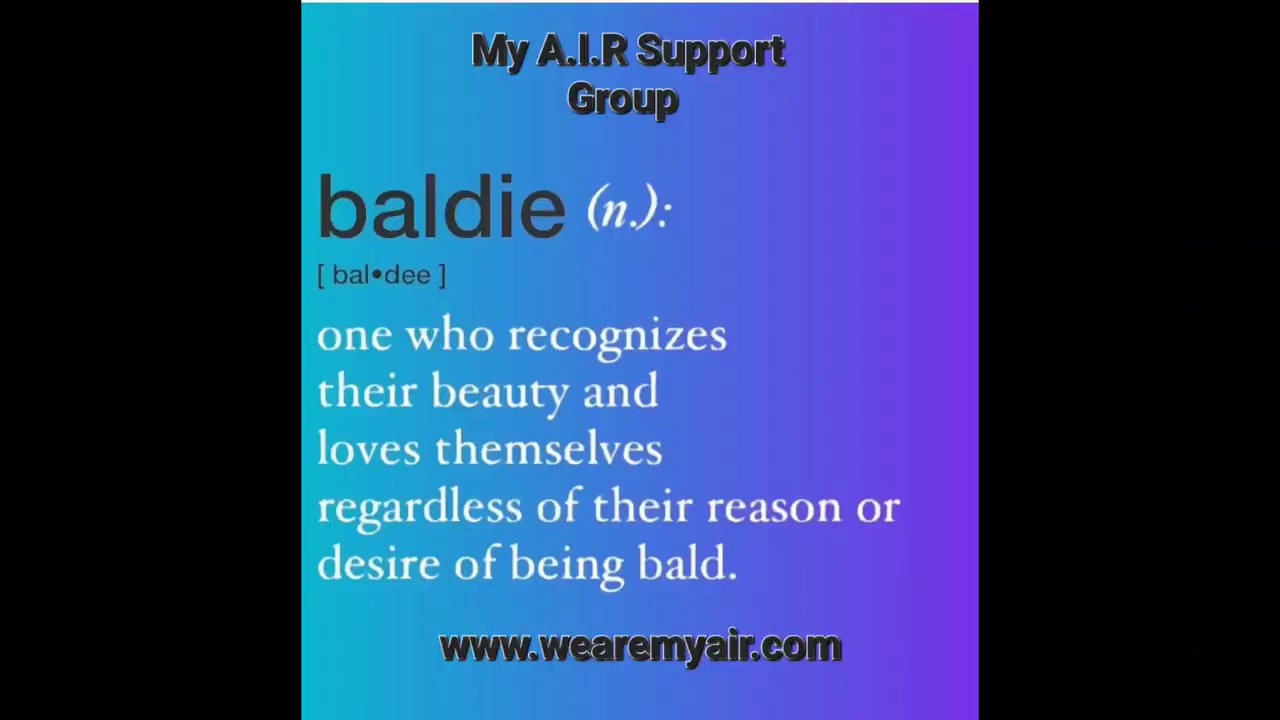 My A.I.R Support
Group
baldie (n.):
[ bal•dee ]
one who recognizes
their beauty and
loves themselves
regardless of their reason or
desire of being bald.
www.wearemyair.com